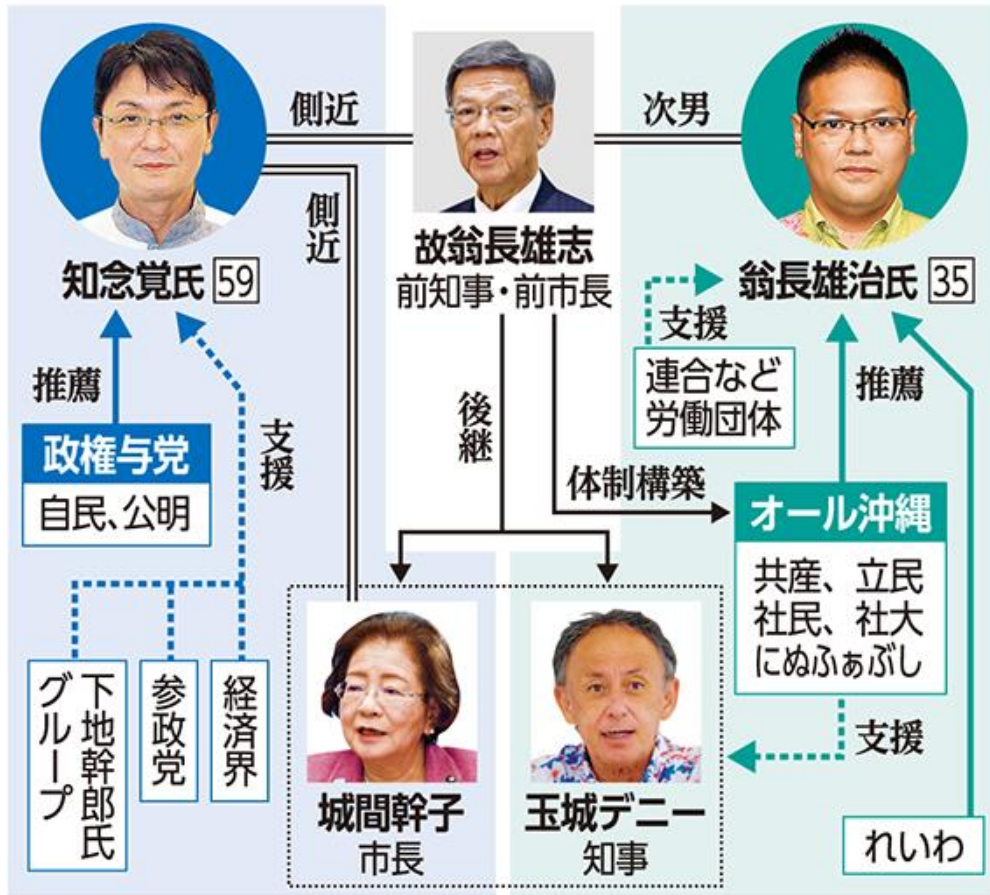 側近
次男
側近
知念覚氏 59
故翁長雄志
前知事・前市長
翁長雄治氏 35
支援
連合など
労働団体
推薦
推薦
政権与党
自民、公明
支援
後継
体制構築
オール沖縄
共産、立民
社民、社大
にぬふぁぶし
下地幹郎氏
グループ
参政党
経済界
城間幹子
市長
玉城デニー
知事
支援
れいわ